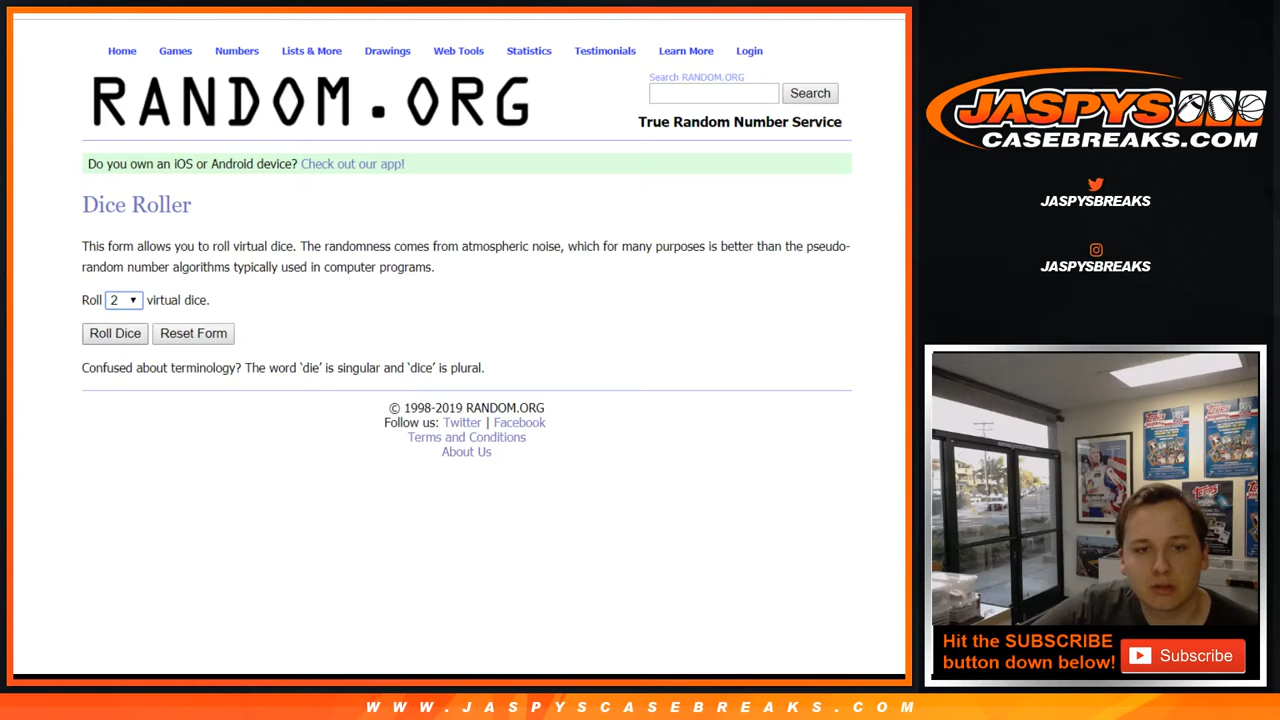 Home Games Numbers Lists & More Drawings Web Tools Statistics Testimonials Learn More Login
RANDOM.ORG
Search RANDOM.ORG
Search
True Random Number Service
Do you own an iOS or Android device? Check out our app!
Dice Roller
This form allows you to roll virtual dice. The randomness comes from atmospheric noise, which for many purposes is better than the pseudo-
random number algorithms typically used in computer programs.
Roll 2 virtual dice.
Roll Dice Reset Form
Confused about terminology? The word ‘die’ is singular and ‘dice’ is plural.
© 1998-2019 RANDOM.ORG
Follow us: Twitter | Facebook
Terms and Conditions
About Us
JASPYS
CASEBREAKS.COM
JASPYSBREAKS
JASPYSBREAKS
Topps
Hit the SUBSCRIBE
button down below!
Subscribe
WWW.JASPYSCASEBREAKS.COM